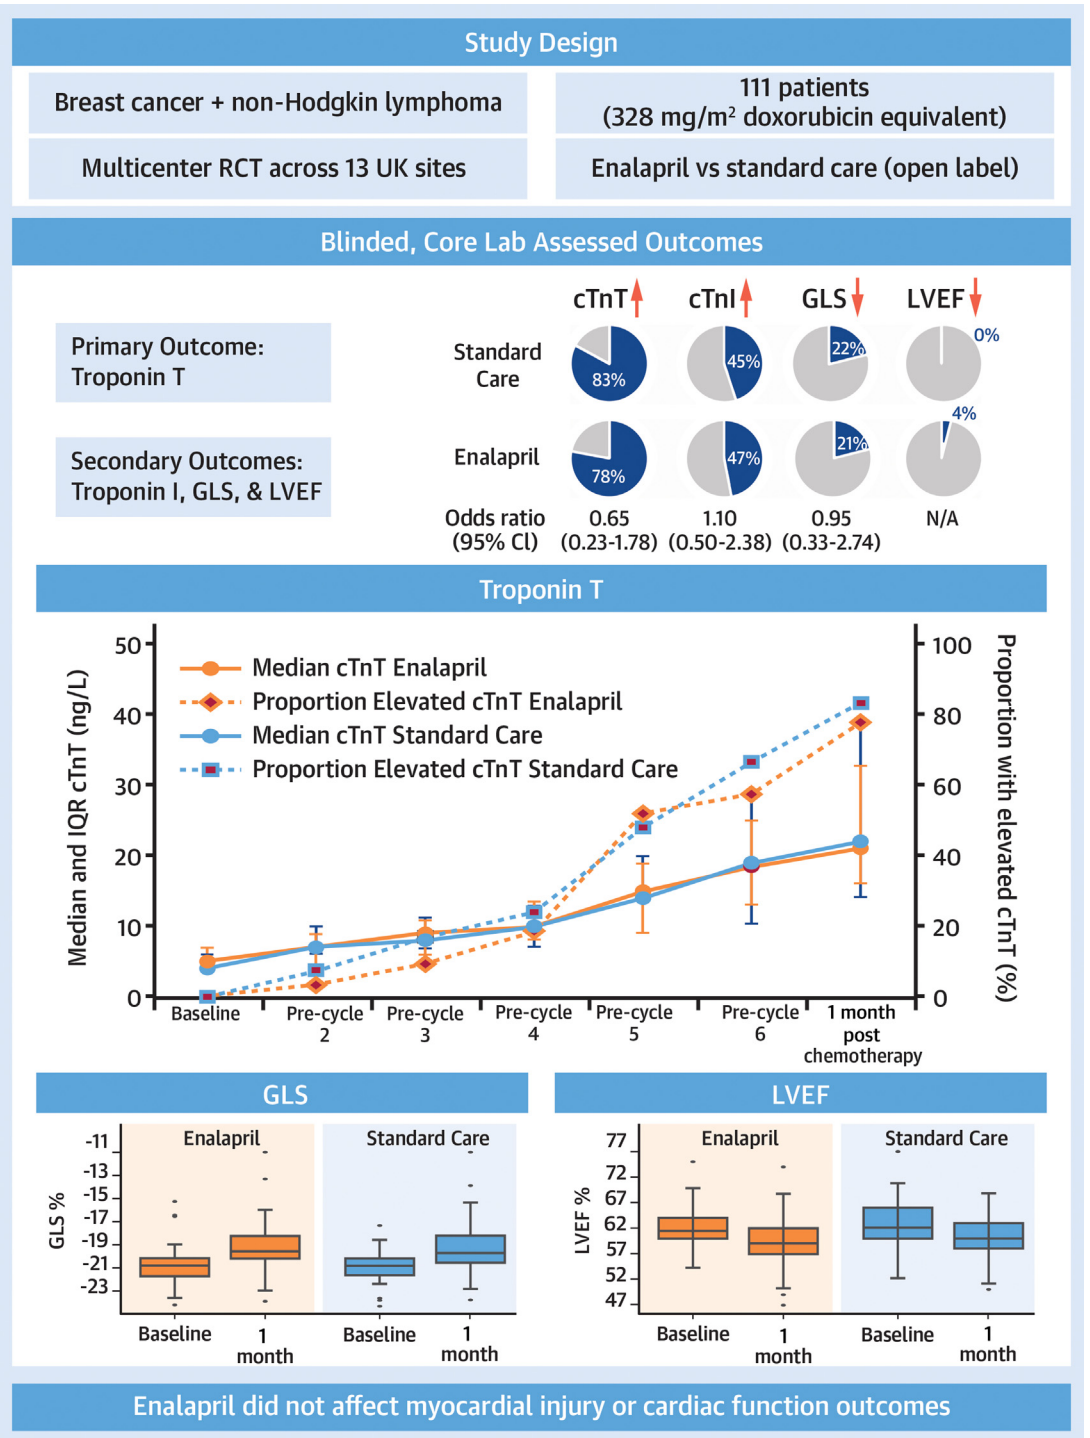 Study Design
Breast cancer + non-Hodgkin lymphoma
111 patients
(328 mg/m² doxorubicin equivalent)
Multicenter RCT across 13 UK sites
Enalapril vs standard care (open label)
Blinded, Core Lab Assessed Outcomes
Primary Outcome:
Troponin T
Secondary Outcomes:
Troponin I, GLS, & LVEF
cTnT cTnI GLS LVEF
Standard
Care
83% 45% 22% 0%
Enalapril
78% 47% 21% 4%
Odds ratio
(95% CI)
0.65 1.10 0.95 N/A
(0.23-1.78) (0.50-2.38) (0.33-2.74)
Troponin T
Median and IQR cTnT (ng/L)
50
40
30
20
10
0
Median cTnT Enalapril
Proportion Elevated cTnT Enalapril
Median cTnT Standard Care
Proportion Elevated cTnT Standard Care
100
80
60
40
20
0
Proportion with elevated cTnT (%)
Baseline
Pre-cycle
2
Pre-cycle
3
Pre-cycle
4
Pre-cycle
5
Pre-cycle
6
1 month
post
chemotherapy
GLS
GLS %
-11
-13
-15
-17
-19
-21
-23
Enalapril
Standard Care
Baseline
1
month
Baseline
1
month
LVEF
LVEF %
77
72
67
62
57
52
47
Enalapril
Standard Care
Baseline
1
month
Baseline
1
month
Enalapril did not affect myocardial injury or cardiac function outcomes